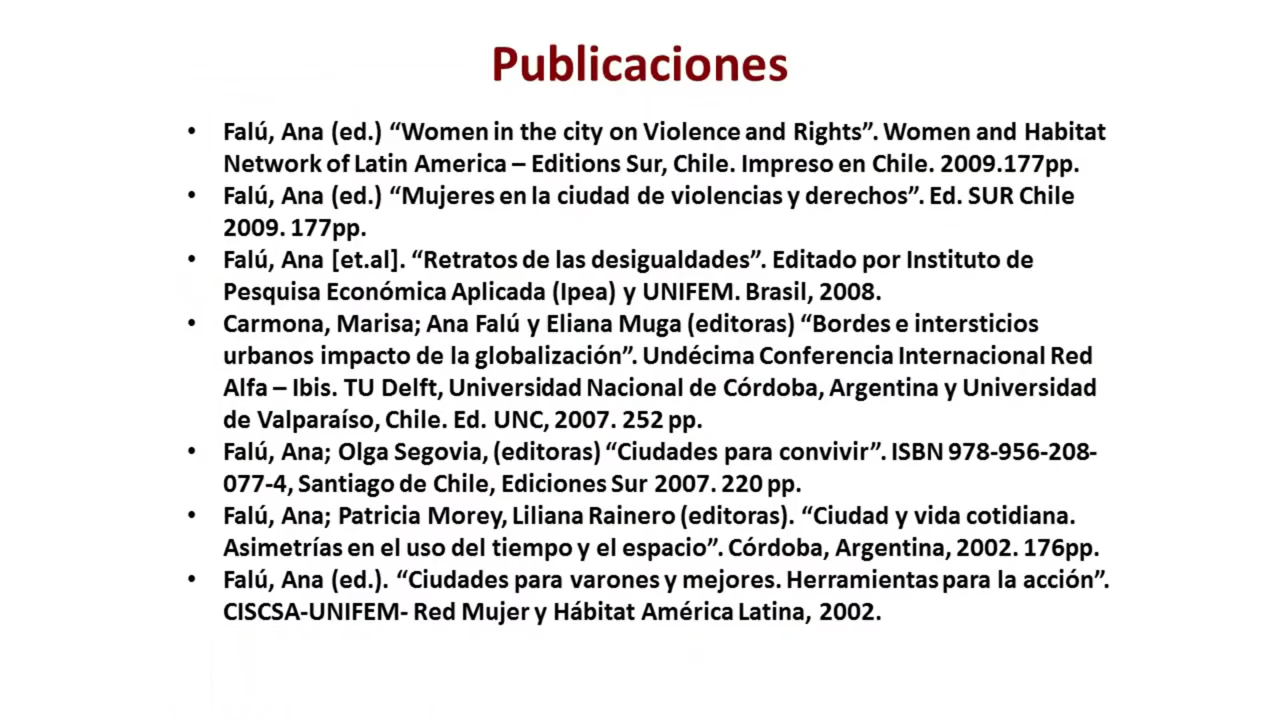 Publicaciones
• Falú, Ana (ed.) “Women in the city on Violence and Rights”. Women and Habitat
Network of Latin America – Editions Sur, Chile. Impreso en Chile. 2009.177pp.
• Falú, Ana (ed.) “Mujeres en la ciudad de violencias y derechos”. Ed. SUR Chile
2009. 177pp.
• Falú, Ana [et.al]. “Retratos de las desigualdades”. Editado por Instituto de
Pesquisa Económica Aplicada (Ipea) y UNIFEM. Brasil, 2008.
• Carmona, Marisa; Ana Falú y Eliana Muga (editoras) “Bordes e intersticios
urbanos impacto de la globalización”. Undécima Conferencia Internacional Red
Alfa – Ibis. TU Delft, Universidad Nacional de Córdoba, Argentina y Universidad
de Valparaíso, Chile. Ed. UNC, 2007. 252 pp.
• Falú, Ana; Olga Segovia, (editoras) “Ciudades para convivir”. ISBN 978-956-208-
077-4, Santiago de Chile, Ediciones Sur 2007. 220 pp.
• Falú, Ana; Patricia Morey, Liliana Rainero (editoras). “Ciudad y vida cotidiana.
Asimetrías en el uso del tiempo y el espacio”. Córdoba, Argentina, 2002. 176pp.
• Falú, Ana (ed.). “Ciudades para varones y mejores. Herramientas para la acción”.
CISCSA-UNIFEM- Red Mujer y Hábitat América Latina, 2002.